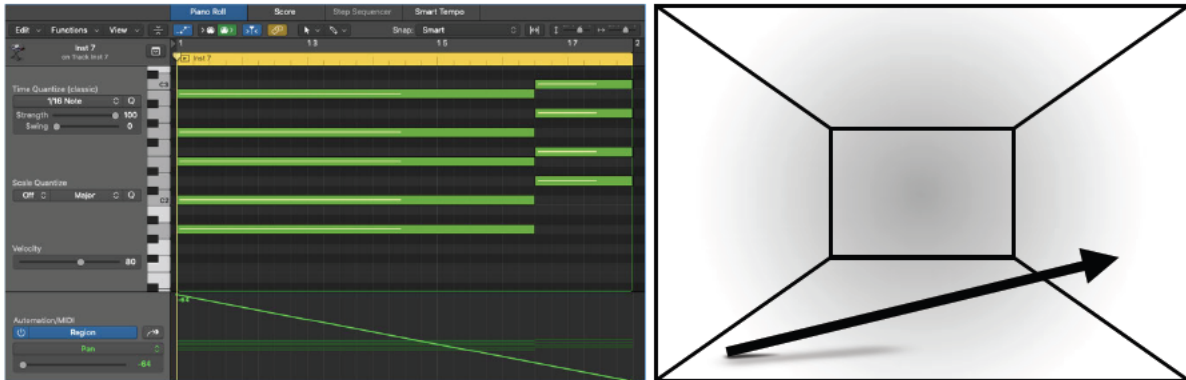 Piano Roll Score Step Sequencer Smart Tempo
Edit Functions View Snap: Smart
Inst 7
on Track Inst 7
1 13 15 17 2
Inst 7
C3
Time Quantize (classic)
1/16 Note Q
Strength 100
Swing 0
Scale Quantize
Off Major Q
C2
Velocity
80
-64
Automation/MIDI
Region
Pan
-64